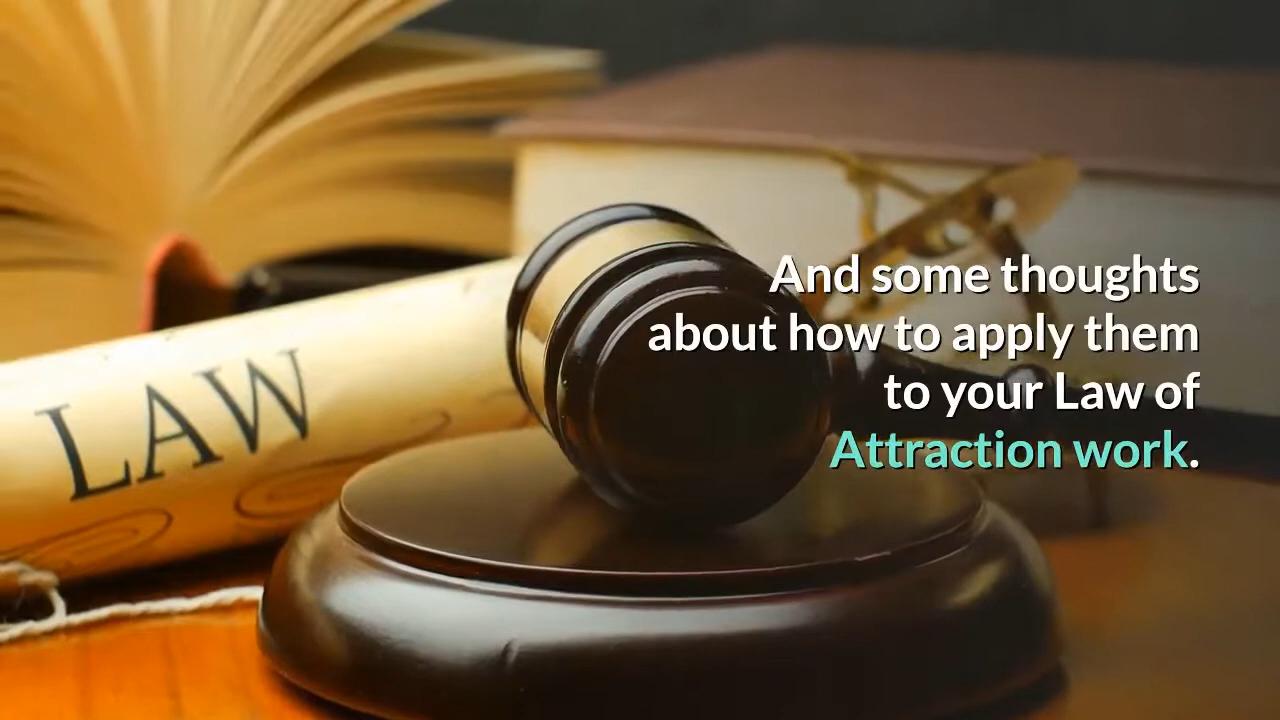 LAW
And some thoughts
about how to apply them
to your Law of
Attraction work.